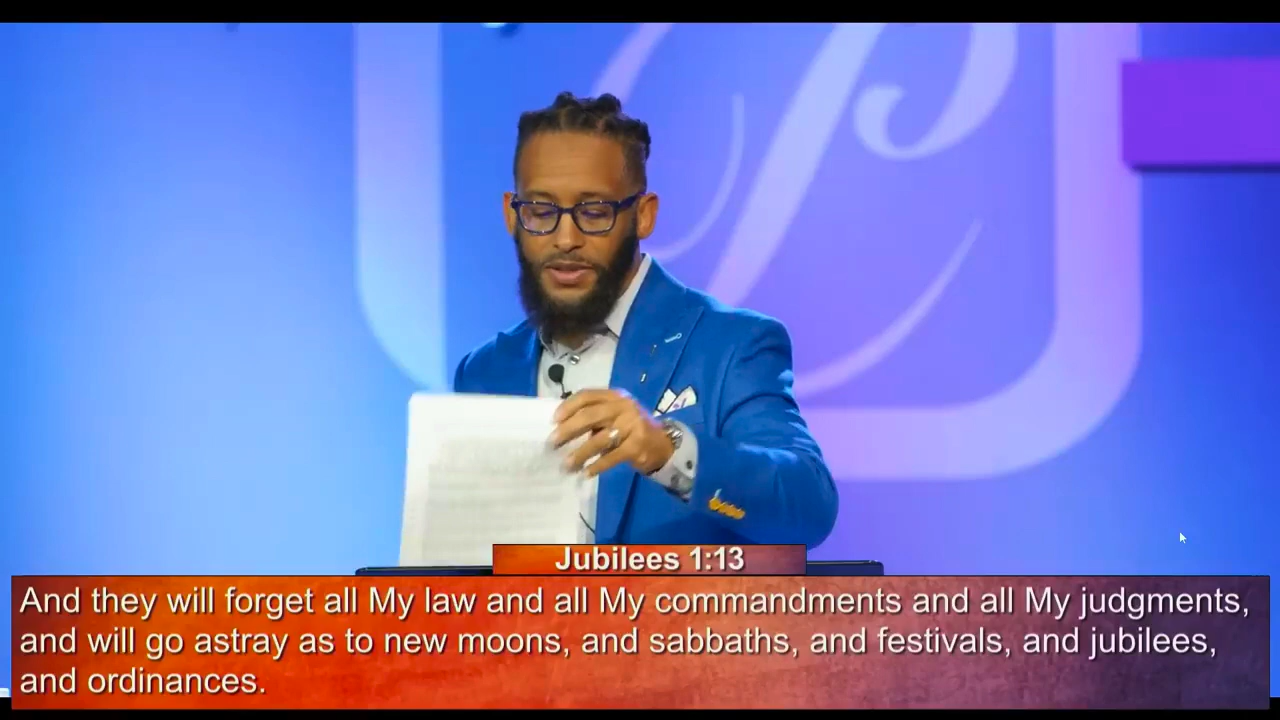 Jubilees 1:13
And they will forget all My law and all My commandments and all My judgments,
and will go astray as to new moons, and sabbaths, and festivals, and jubilees,
and ordinances.